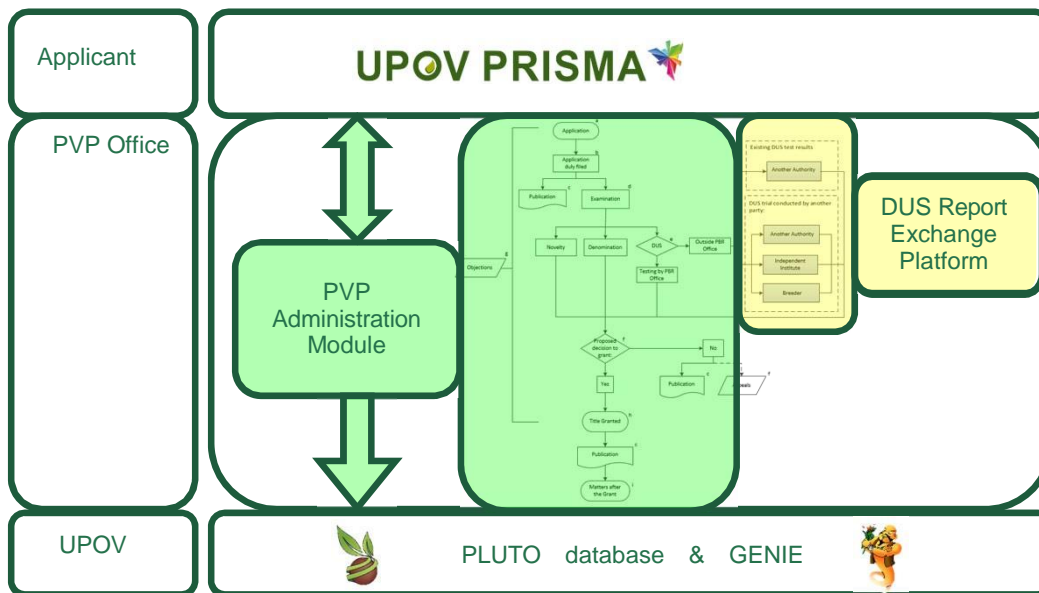 Applicant
UPOV PRISMA
PVP Office
a
Application
b
Application
duly filed
c
Publication
d
Examination
Novelty
Denomination
e
DUS
Outside PBR
Office
Testing by PBR
Office
g
Objections
Proposed
decision to
grant
f
No
Yes
c
Publication
Title Granted
c
Publication
Matters after
the Grant
i
Existing DUS test results
Another Authority
DUS trial conducted by another
party:
Another Authority
Independent
Institute
Breeder
PVP
Administration
Module
DUS Report
Exchange
Platform
UPOV
PLUTO database & GENIE